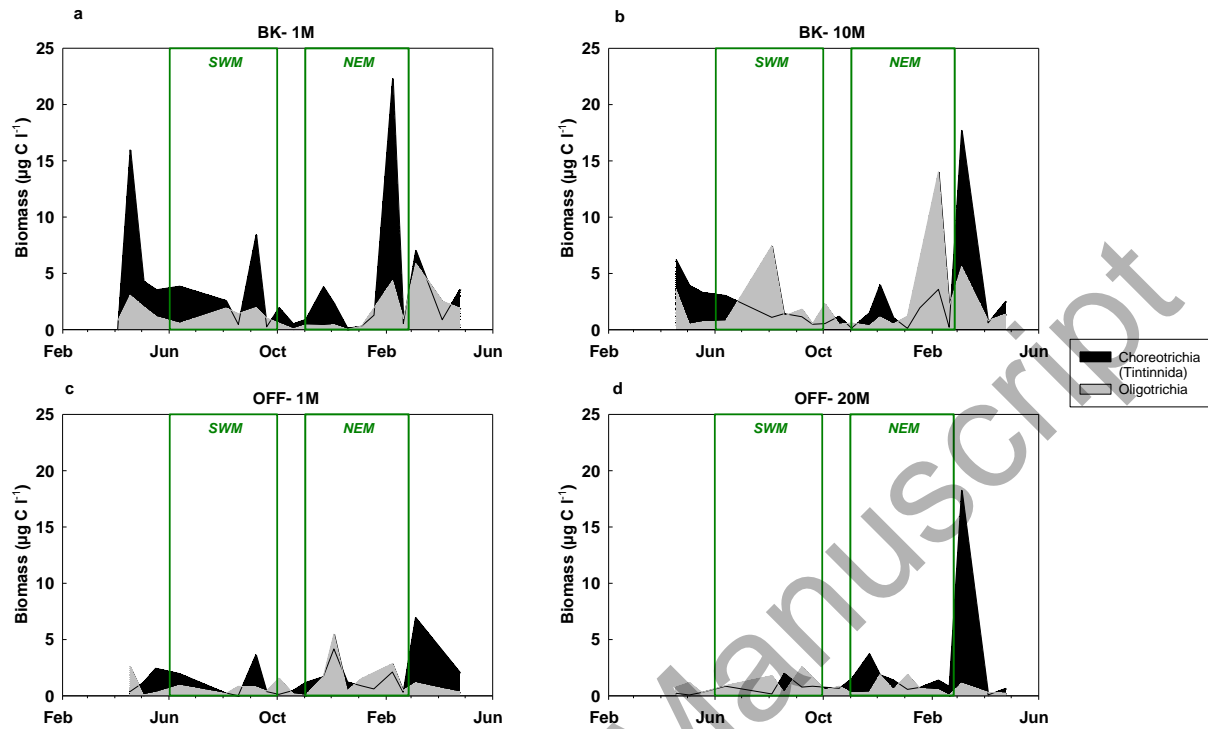 a
BK- 1M
25
20
15
10
5
0
Biomass (µg C l⁻¹)
SWM
NEM
Feb
Jun
Oct
Feb
Jun
b
BK- 10M
25
20
15
10
5
0
Biomass (µg C l⁻¹)
SWM
NEM
Feb
Jun
Oct
Feb
Jun
Choreotrichia
(Tintinnida)
Oligotrichia
c
OFF- 1M
25
20
15
10
5
0
Biomass (µg C l⁻¹)
SWM
NEM
Feb
Jun
Oct
Feb
Jun
d
OFF- 20M
25
20
15
10
5
0
Biomass (µg C l⁻¹)
SWM
NEM
Feb
Jun
Oct
Feb
Jun
Manuscript